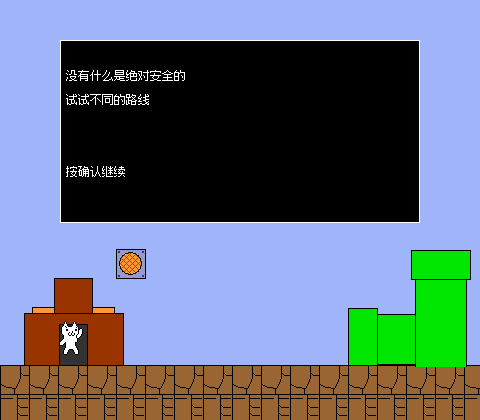 没有什么是绝对安全的
试试不同的路线
按确认继续